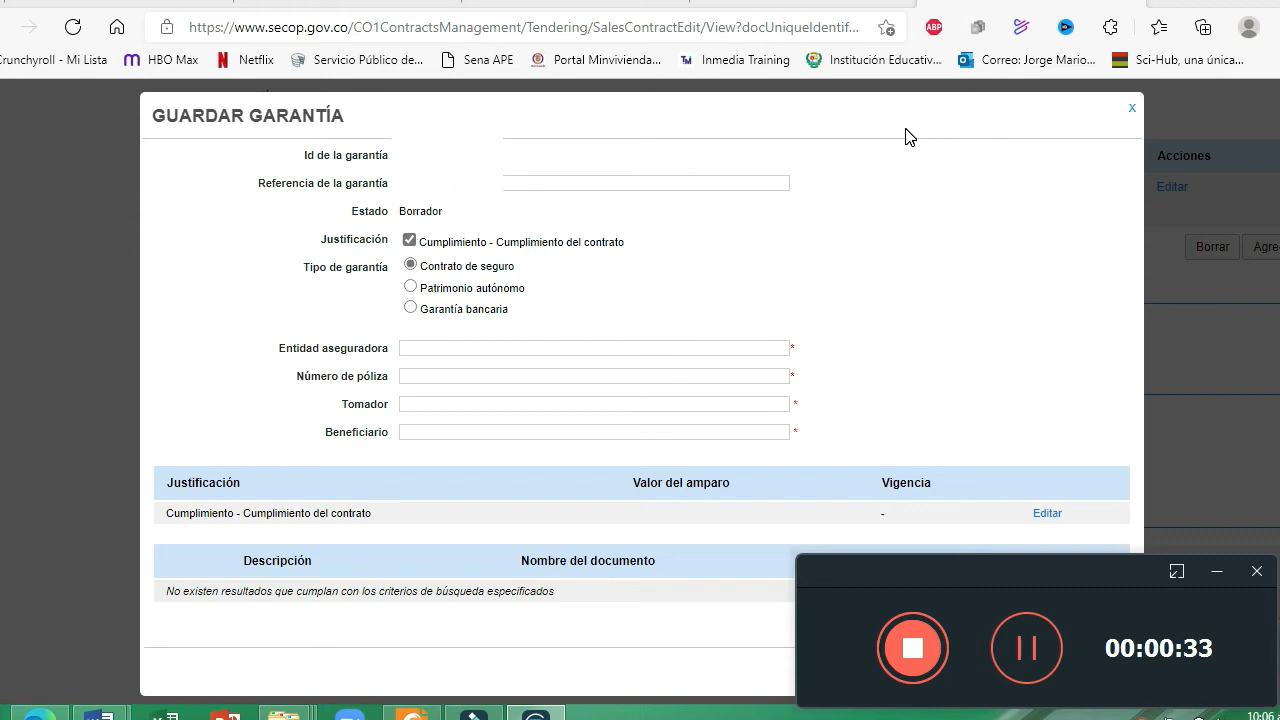 https://www.secop.gov.co/CO1ContractsManagement/Tendering/SalesContractEdit/View?docUniqueIdentif...
ABP
Crunchyroll - Mi Lista HBO Max Netflix Servicio Público d... Sena APE Portal Minvivienda... Inmedia Training Institución Educativ... Correo: Jorge Mario... Sci-Hub, una única...
GUARDAR GARANTÍA
x
Id de la garantía
Acciones
Referencia de la garantía
Editar
Estado Borrador
Justificación Cumplimiento - Cumplimiento del contrato
Borrar Agre
Tipo de garantía Contrato de seguro
Patrimonio autónomo
Garantía bancaria
Entidad aseguradora *
Número de póliza *
Tomador *
Beneficiario *
Justificación Valor del amparo Vigencia
Cumplimiento - Cumplimiento del contrato - Editar
Descripción Nombre del documento
No existen resultados que cumplan con los criterios de búsqueda especificados
00:00:33
10:06